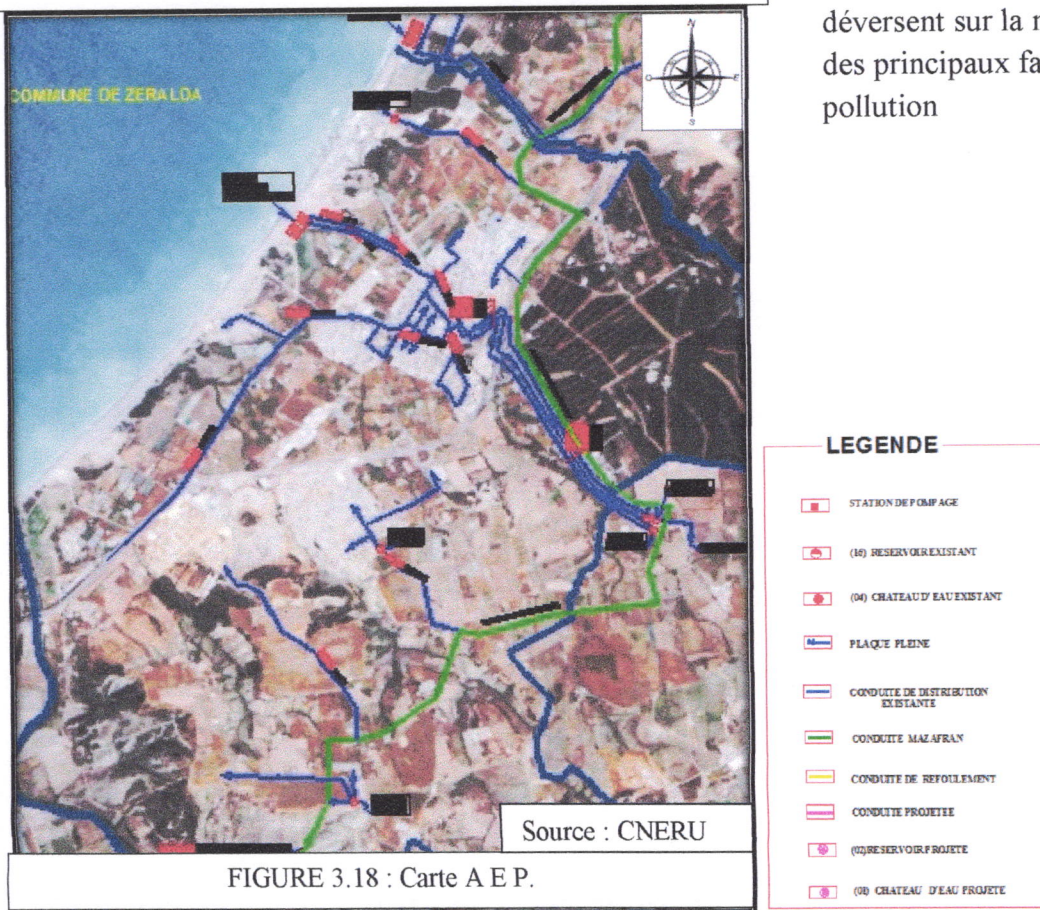 déversent sur la
des principaux
pollution
COMMUNE DE ZERALDA
N
O
E
S
LEGENDE
STATION DE POMPAGE
(16) RESERVOIR EXISTANT
(04) CHATEAU D' EAU EXISTANT
PLAQUE PLEINE
CONDUITE DE DISTRIBUTION
EXISTANTE
CONDUITE MAZAFRAN
CONDUITE DE REFOULEMENT
CONDUITE PROJETEE
(02) RESERVOIR PROJETE
CHATEAU D'EAU PROJETE
Source : CNERU
FIGURE 3.18 : Carte A E P.